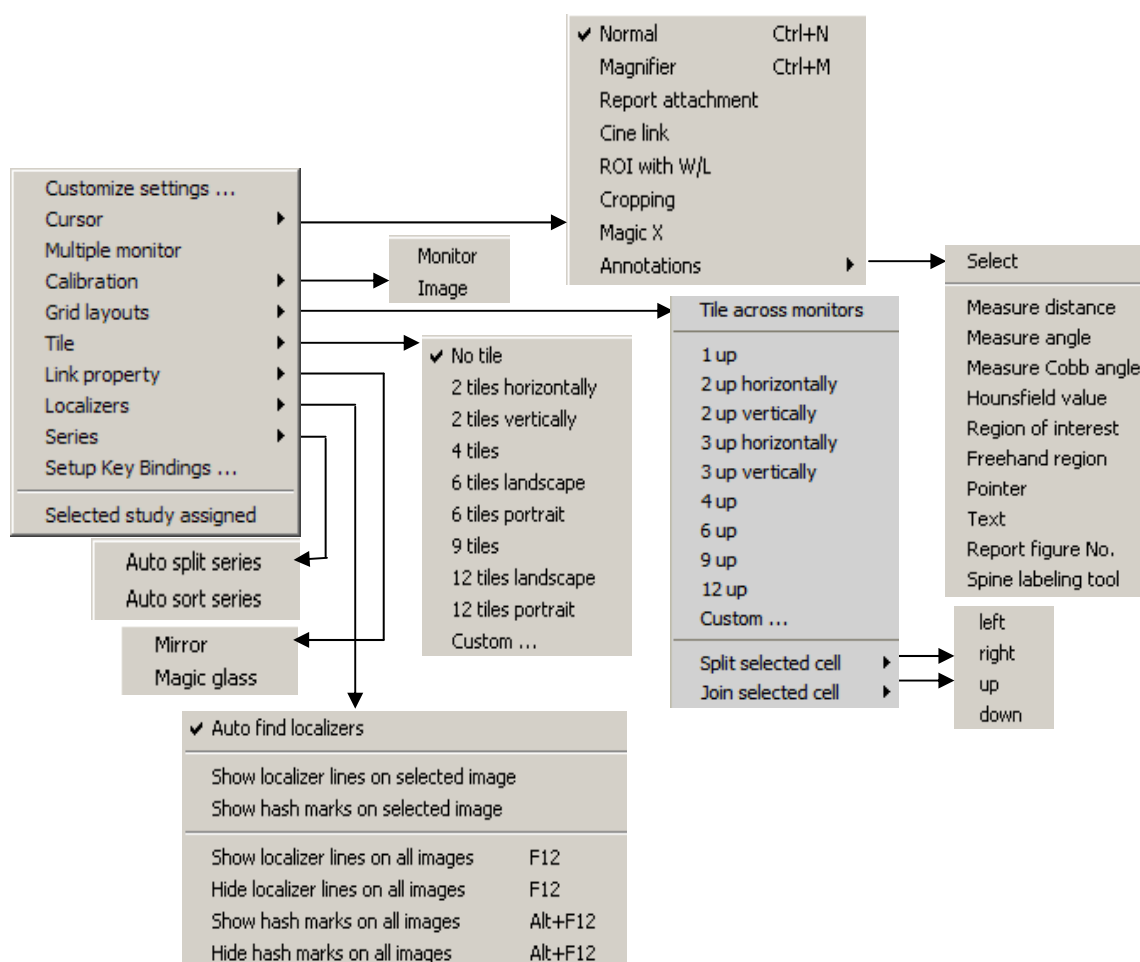 Customize settings ...
Cursor
Multiple monitor
Calibration
Grid layouts
Tile
Link property
Localizers
Series
Setup Key Bindings ...
Selected study assigned
Normal Ctrl+N
Magnifier Ctrl+M
Report attachment
Cine link
ROI with W/L
Cropping
Magic X
Annotations
Select
Measure distance
Measure angle
Measure Cobb angle
Hounsfield value
Region of interest
Freehand region
Pointer
Text
Report figure No.
Spine labeling tool
Monitor
Image
Tile across monitors
1 up
2 up horizontally
2 up vertically
3 up horizontally
3 up vertically
4 up
6 up
9 up
12 up
Custom ...
Split selected cell
Join selected cell
left
right
up
down
No tile
2 tiles horizontally
2 tiles vertically
4 tiles
6 tiles landscape
6 tiles portrait
9 tiles
12 tiles landscape
12 tiles portrait
Custom ...
Auto split series
Auto sort series
Mirror
Magic glass
Auto find localizers
Show localizer lines on selected image
Show hash marks on selected image
Show localizer lines on all images F12
Hide localizer lines on all images F12
Show hash marks on all images Alt+F12
Hide hash marks on all images Alt+F12